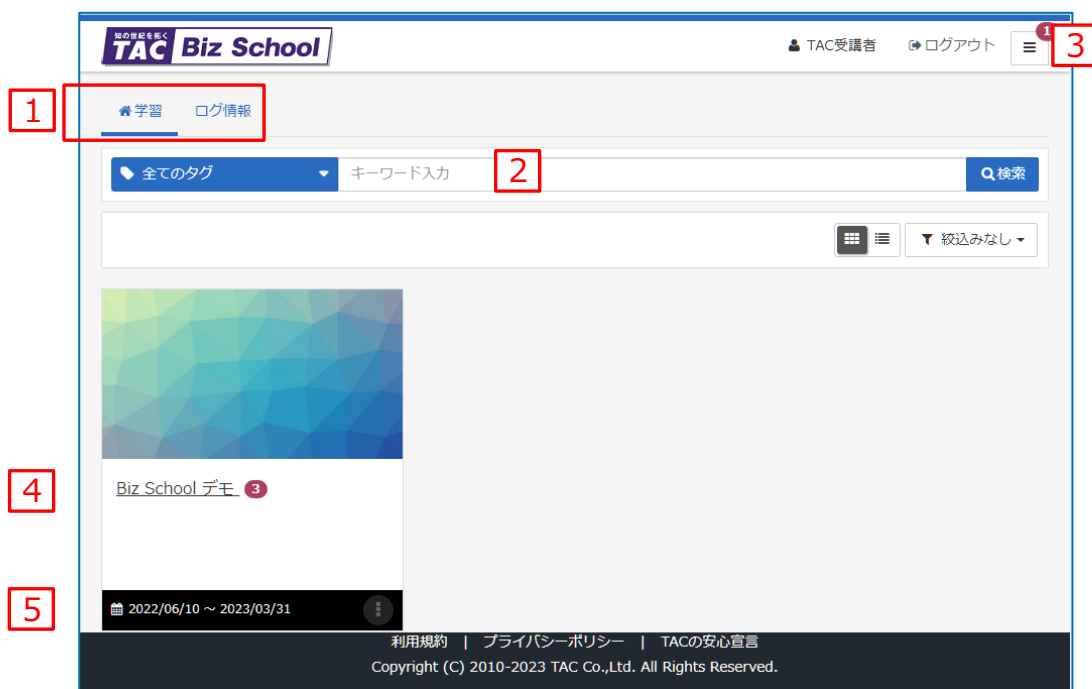 知の世紀を拓く
TAC Biz School
TAC受講者 ログアウト 1
3
1
学習 ログ情報
全てのタグ キーワード入力 2 検索
絞込みなし
4
Biz School デモ 3
5
2022/06/10 ～ 2023/03/31
利用規約 | プライバシーポリシー | TACの安心宣言
Copyright (C) 2010-2023 TAC Co.,Ltd. All Rights Reserved.